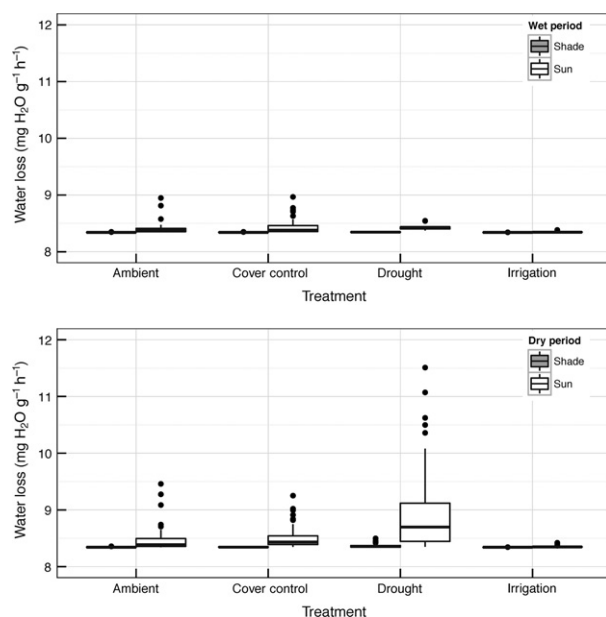 12
11
10
9
8
Water loss (mg H₂O g⁻¹ h⁻¹)
Wet period
Shade
Sun
Ambient Cover control Drought Irrigation
Treatment
12
11
10
9
8
Water loss (mg H₂O g⁻¹ h⁻¹)
Dry period
Shade
Sun
Ambient Cover control Drought Irrigation
Treatment